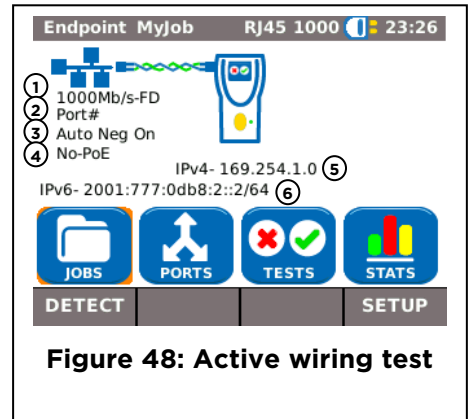 Endpoint MyJob RJ45 1000 23:26
1 1000Mb/s-FD
2 Port#
3 Auto Neg On
4 No-PoE
IPv4- 169.254.1.0 5
IPv6- 2001:777:0db8:2::2/64 6
JOBS PORTS TESTS STATS
DETECT SETUP
Figure 48: Active wiring test